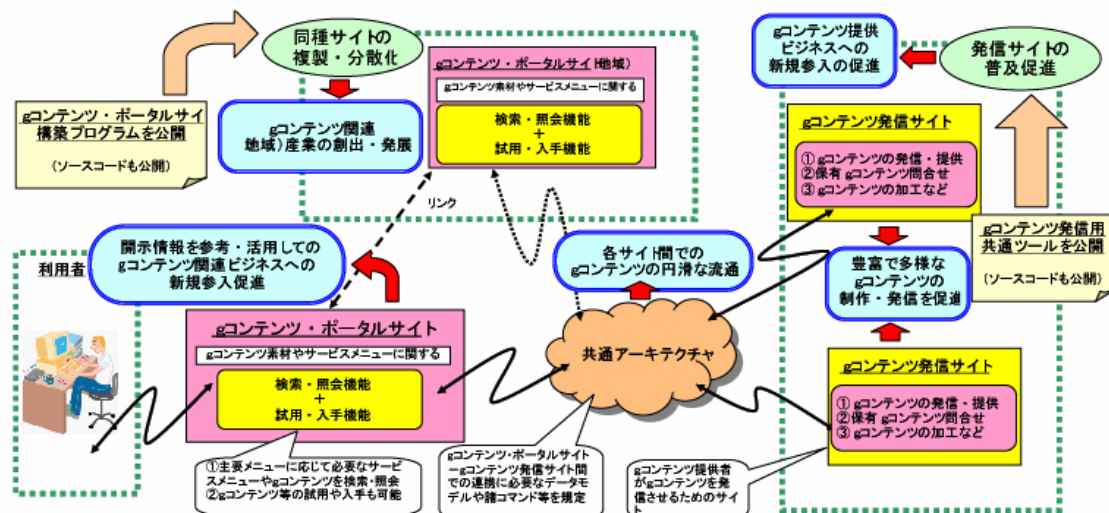 同種サイトの
複製・分散化
gコンテンツ・ポータルサイ
構築プログラムを公開
(ソースコードも公開)
gコンテンツ関連
地域)産業の創出・発展
gコンテンツ・ポータルサイト地域)
gコンテンツ素材やサービスメニューに関する
検索・照会機能
+
試用・入手機能
リンク
gコンテンツ提供
ビジネスへの
新規参入の促進
発信サイトの
普及促進
gコンテンツ発信サイト
① gコンテンツの発信・提供
②保有 gコンテンツ問合せ
③ gコンテンツの加工など
gコンテンツ発信用
共通ツールを公開
(ソースコードも公開)
豊富で多様な
gコンテンツの
制作・発信を促進
利用者
開示情報を参考・活用しての
gコンテンツ関連ビジネスへの
新規参入促進
各サイト間での
gコンテンツの円滑な流通
gコンテンツ・ポータルサイト
gコンテンツ素材やサービスメニューに関する
検索・照会機能
+
試用・入手機能
共通アーキテクチャ
gコンテンツ発信サイト
① gコンテンツの発信・提供
②保有 gコンテンツ問合せ
③ gコンテンツの加工など
①主要メニューに応じて必要なサービ
スメニューやgコンテンツを検索・照会
②gコンテンツ等の試用や入手も可能
gコンテンツ・ポータルサイト
ーgコンテンツ発信サイト間
での連携に必要なデータモ
デルや諸コマンド等を規定
gコンテンツ提供者
がgコンテンツを発
信させるためのサイ
ト